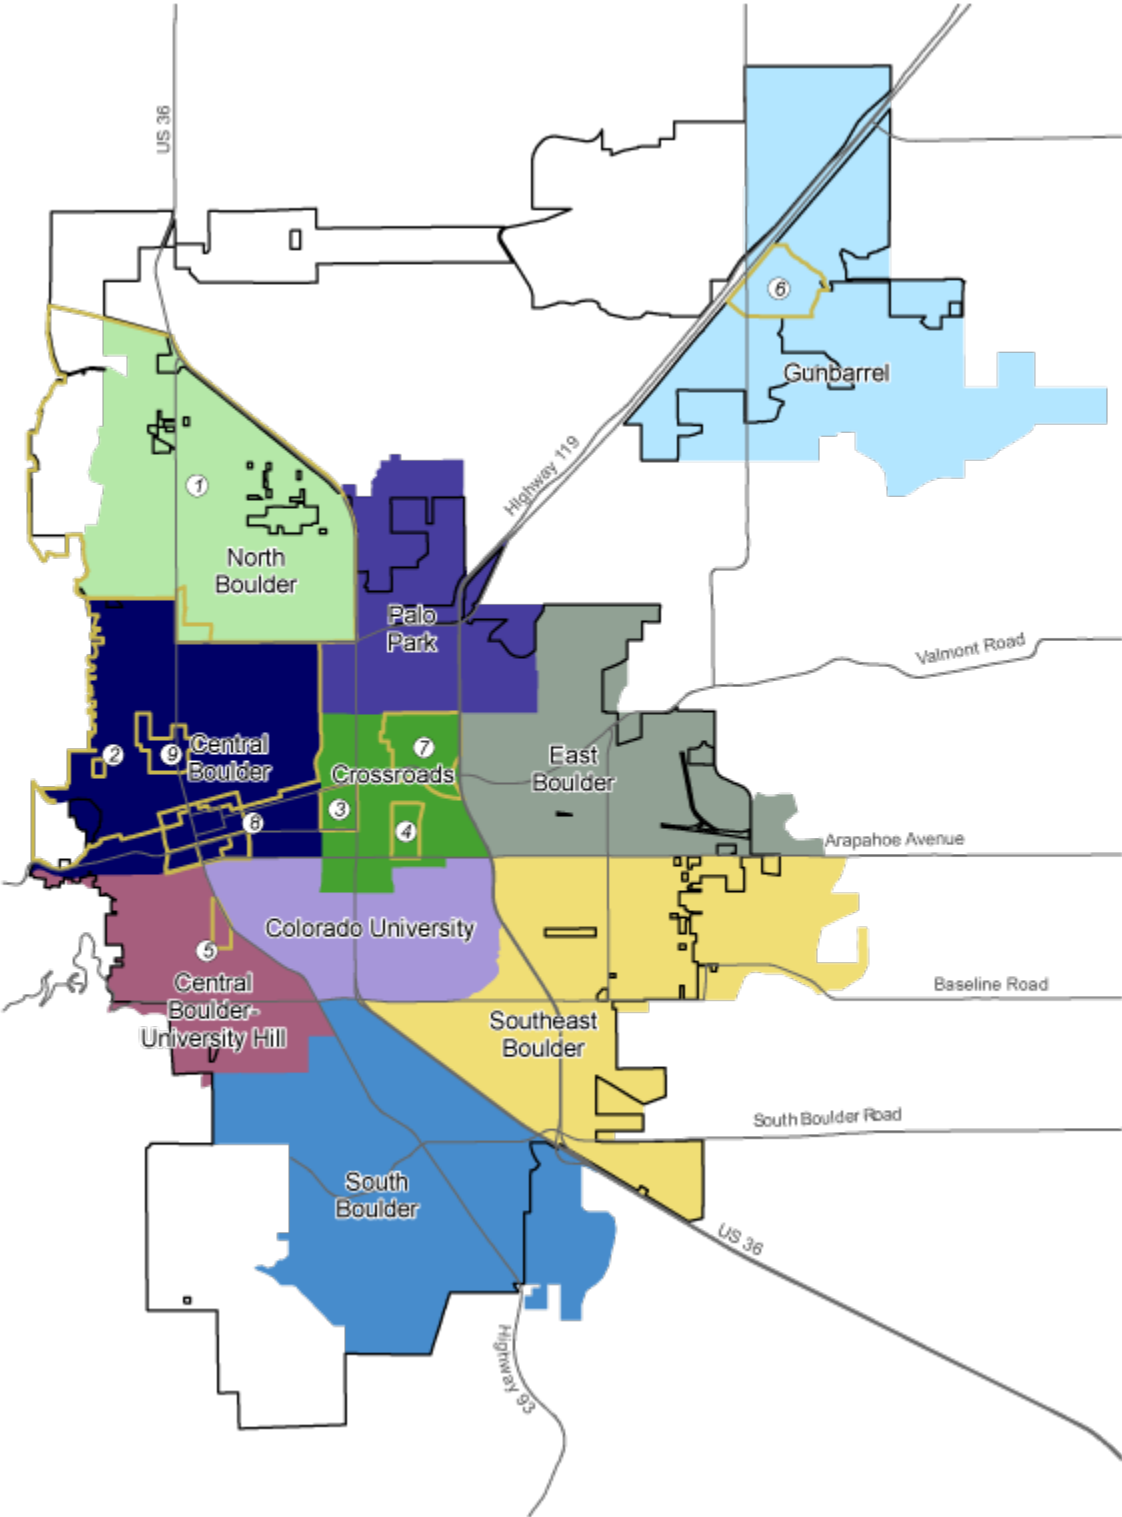 US 36
6
Gunbarrel
Highway 119
1
North
Boulder
Palo
Park
Valmont Road
2
9
Central
Boulder
7
Crossroads
East
Boulder
3
8
4
Arapahoe Avenue
Colorado University
5
Central
Boulder-
University Hill
Baseline Road
Southeast
Boulder
South Boulder Road
South
Boulder
US 36
Highway 93